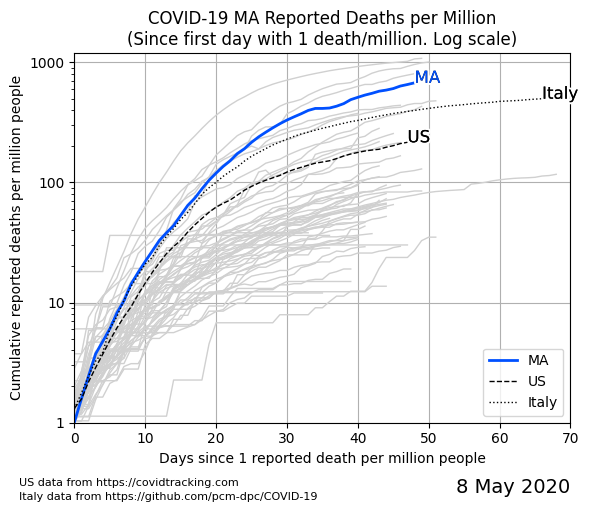 COVID-19 MA Reported Deaths per Million
(Since first day with 1 death/million. Log scale)
Cumulative reported deaths per million people
1000
100
10
1
MA
Italy
US
MA
US
Italy
0 10 20 30 40 50 60 70
Days since 1 reported death per million people
US data from https://covidtracking.com
Italy data from https://github.com/pcm-dpc/COVID-19
8 May 2020